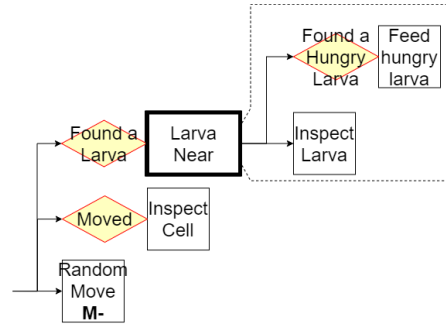 Found a
Hungry
Larva
Feed
hungry
larva
Found a
Larva
Larva
Near
Inspect
Larva
Moved
Inspect
Cell
Random
Move
M-